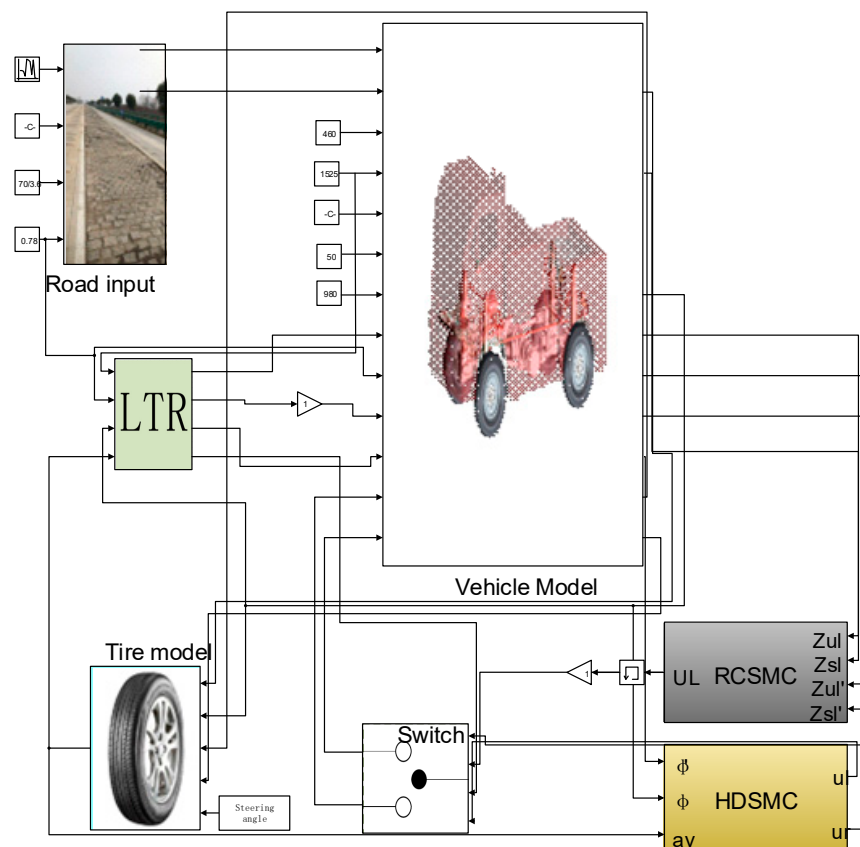 -C-
70/3.6
0.78
Road input
460
1525
-C-
50
980
LTR
1
Vehicle Model
Tire model
Steering
angle
Switch
1
UL
RCSMC
Zul
Zsl
Zul'
Zsl'
HDSMC
ϕ'
ϕ
ay
ul
ur